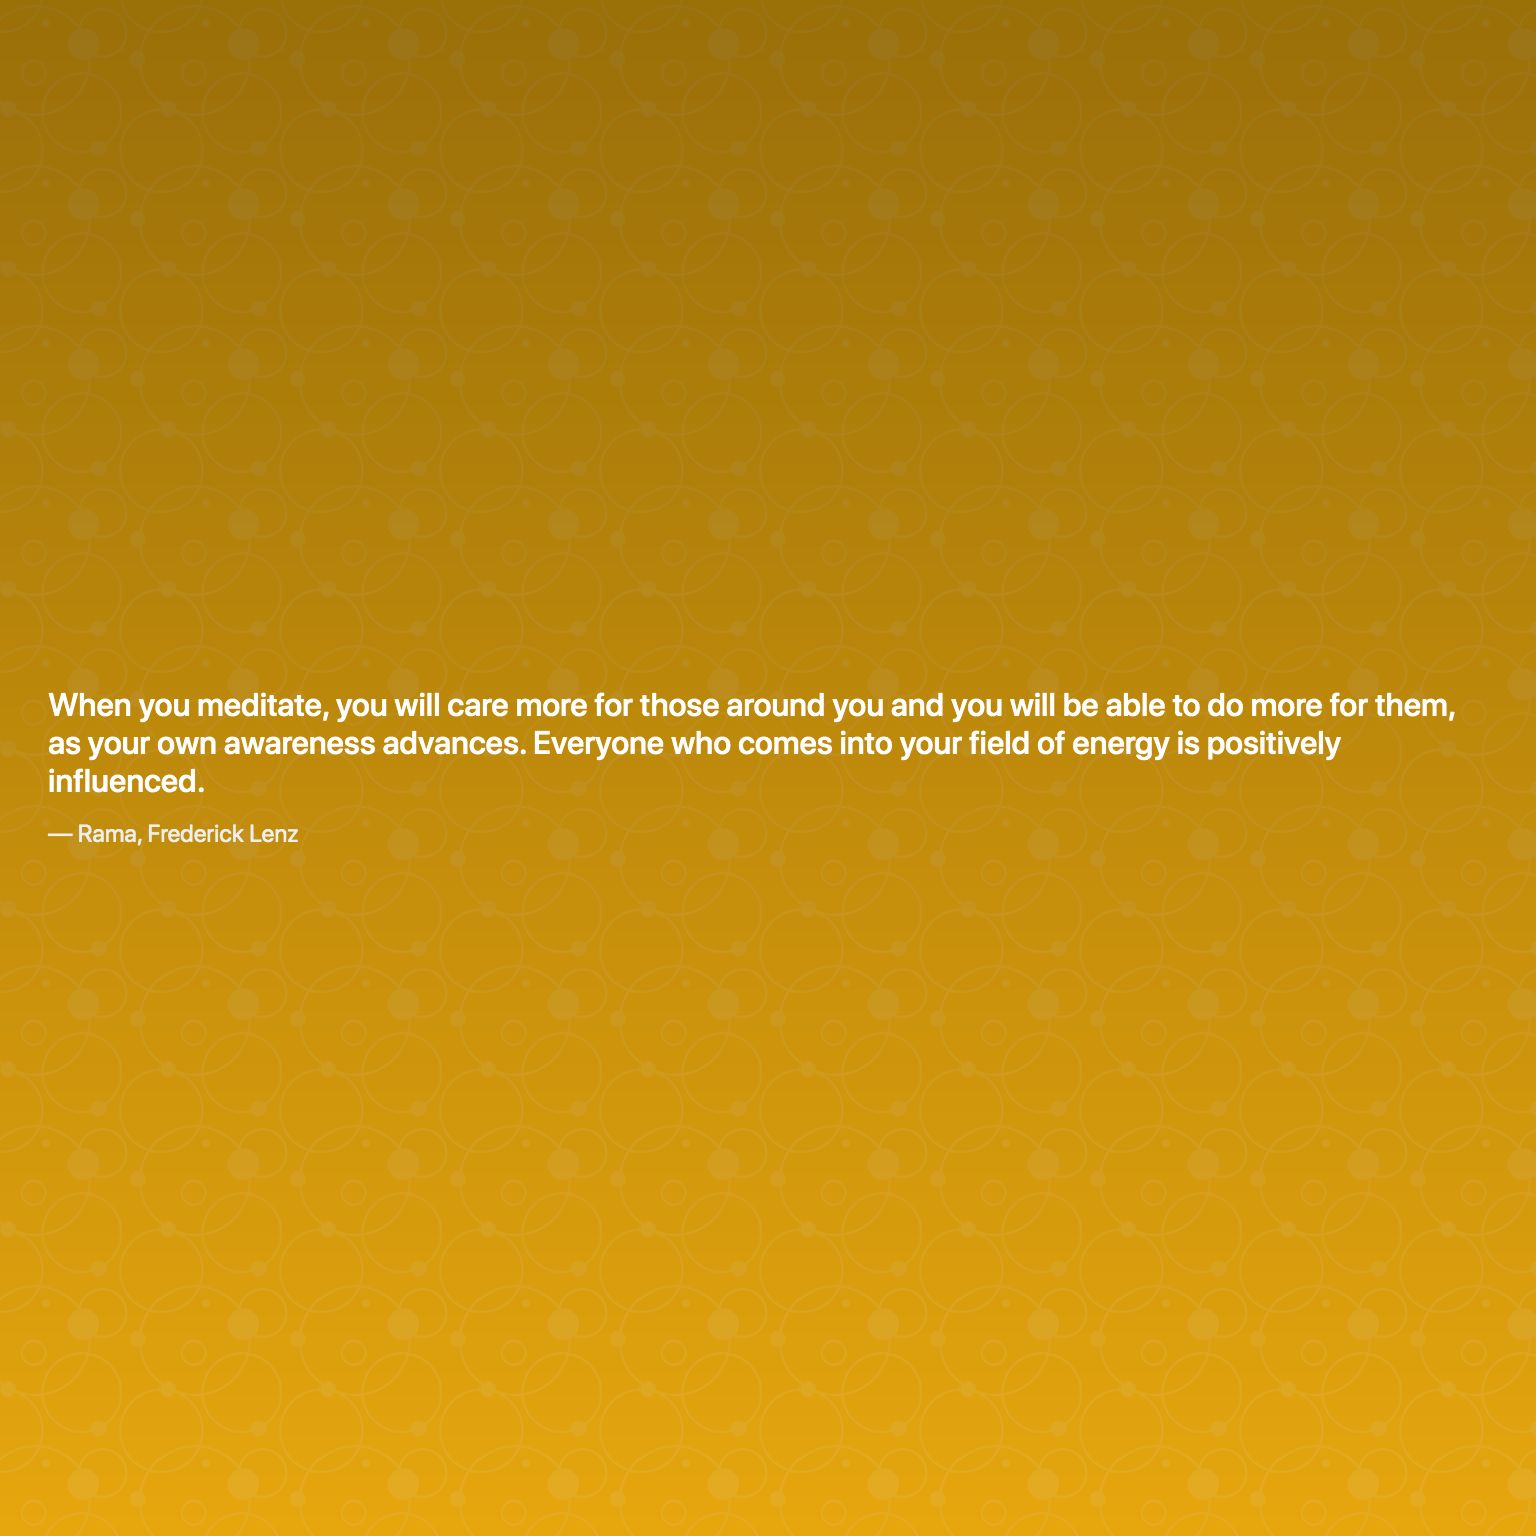 When you meditate, you will care more for those around you and you will be able to do more for them,
as your own awareness advances. Everyone who comes into your field of energy is positively
influenced.
— Rama, Frederick Lenz